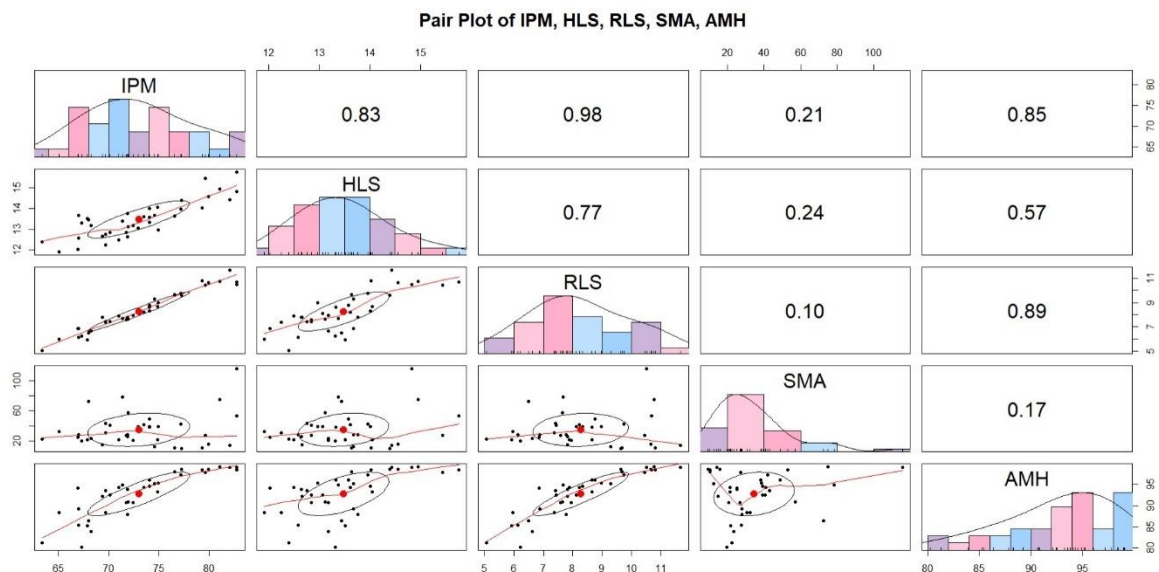 Pair Plot of IPM, HLS, RLS, SMA, AMH
12 13 14 15 20 40 60 80 100
IPM 0.83 0.98 0.21 0.85
65 70 75 80
12 13 14 15
HLS 0.77 0.24 0.57
RLS 0.10 0.89
5 7 9 11
20 60 100
SMA 0.17
AMH
80 85 90 95
65 70 75 80 5 6 7 8 9 10 11 80 85 90 95